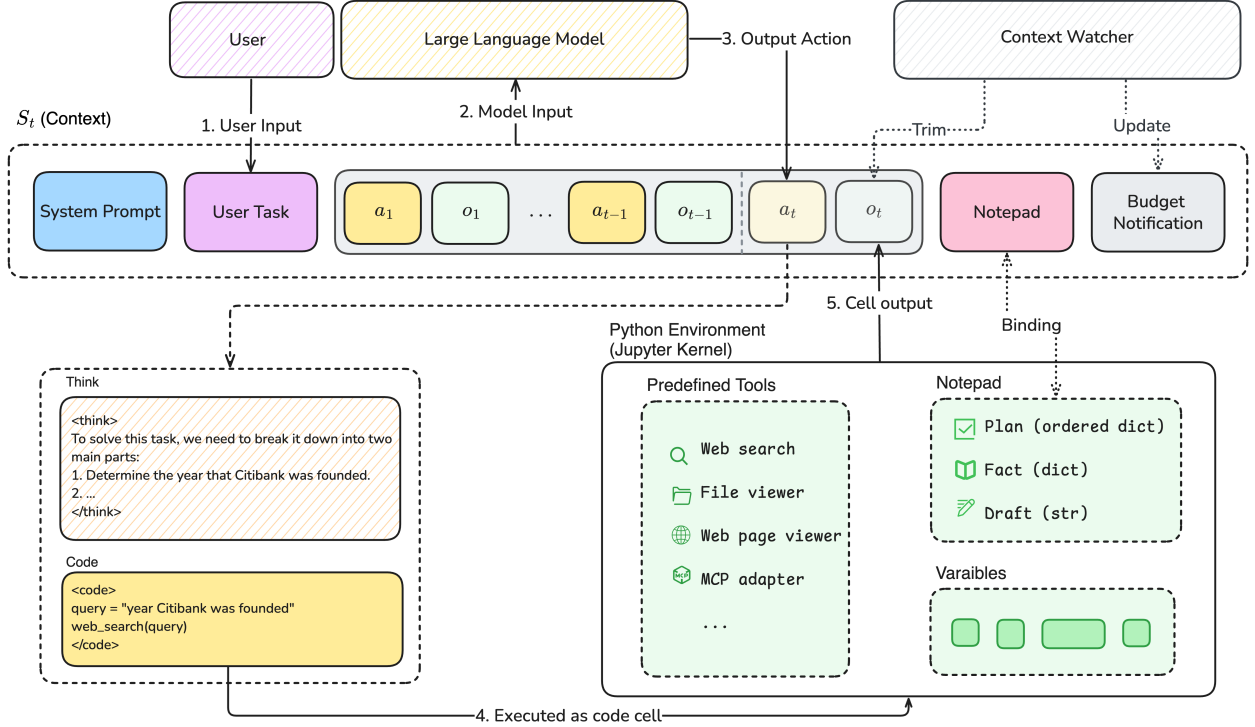 User
Large Language Model
3. Output Action
Context Watcher
S_t (Context)
1. User Input
2. Model Input
Trim
Update
System Prompt
User Task
a_1
o_1
...
a_{t-1}
o_{t-1}
a_t
o_t
Notepad
Budget
Notification
5. Cell output
Binding
Python Environment
(Jupyter Kernel)
Think
<think>
To solve this task, we need to break it down into two
main parts:
1. Determine the year that Citibank was founded.
2. ...
</think>
Code
<code>
query = "year Citibank was founded"
web_search(query)
</code>
Predefined Tools
Web search
File viewer
Web page viewer
MCP
MCP adapter
...
Notepad
Plan (ordered dict)
Fact (dict)
Draft (str)
Varaibles
4. Executed as code cell